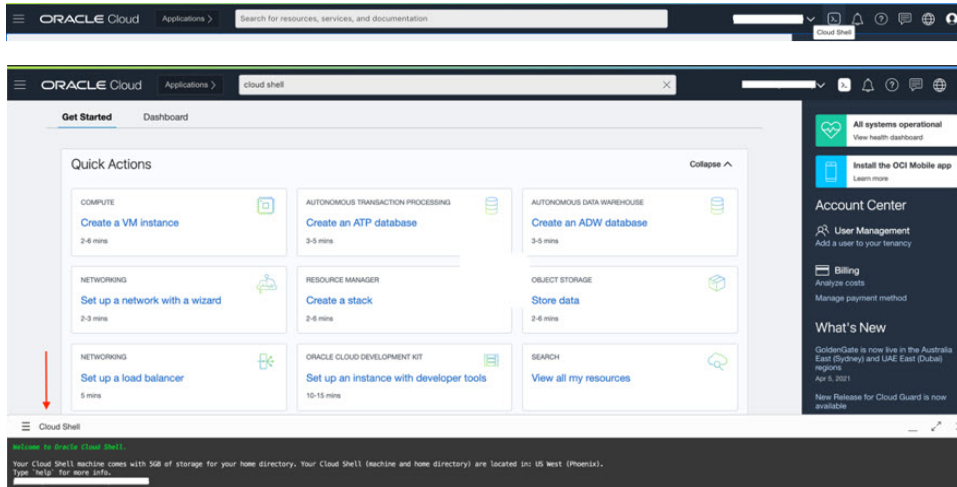 ORACLE Cloud Applications > Search for resources, services, and documentation
Cloud Shell
ORACLE Cloud Applications > cloud shell
Get Started Dashboard
Quick Actions Collapse
COMPUTE
Create a VM instance
2-6 mins
AUTONOMOUS TRANSACTION PROCESSING
Create an ATP database
3-5 mins
AUTONOMOUS DATA WAREHOUSE
Create an ADW database
3-5 mins
NETWORKING
Set up a network with a wizard
2-3 mins
RESOURCE MANAGER
Create a stack
2-6 mins
OBJECT STORAGE
Store data
2-6 mins
NETWORKING
Set up a load balancer
5 mins
ORACLE CLOUD DEVELOPMENT KIT
Set up an instance with developer tools
10-15 mins
SEARCH
View all my resources
All systems operational
View health dashboard
Install the OCI Mobile app
Learn more
Account Center
User Management
Add a user to your tenancy
Billing
Analyze costs
Manage payment method
What's New
GoldenGate is now live in the Australia
East (Sydney) and UAE East (Dubai)
regions
Apr 5, 2021
New Release for Cloud Guard is now
available
Cloud Shell
Welcome to Oracle Cloud Shell.
Your Cloud Shell machine comes with 5GB of storage for your home directory. Your Cloud Shell (machine and home directory) are located in: US West (Phoenix).
Type `help` for more info.